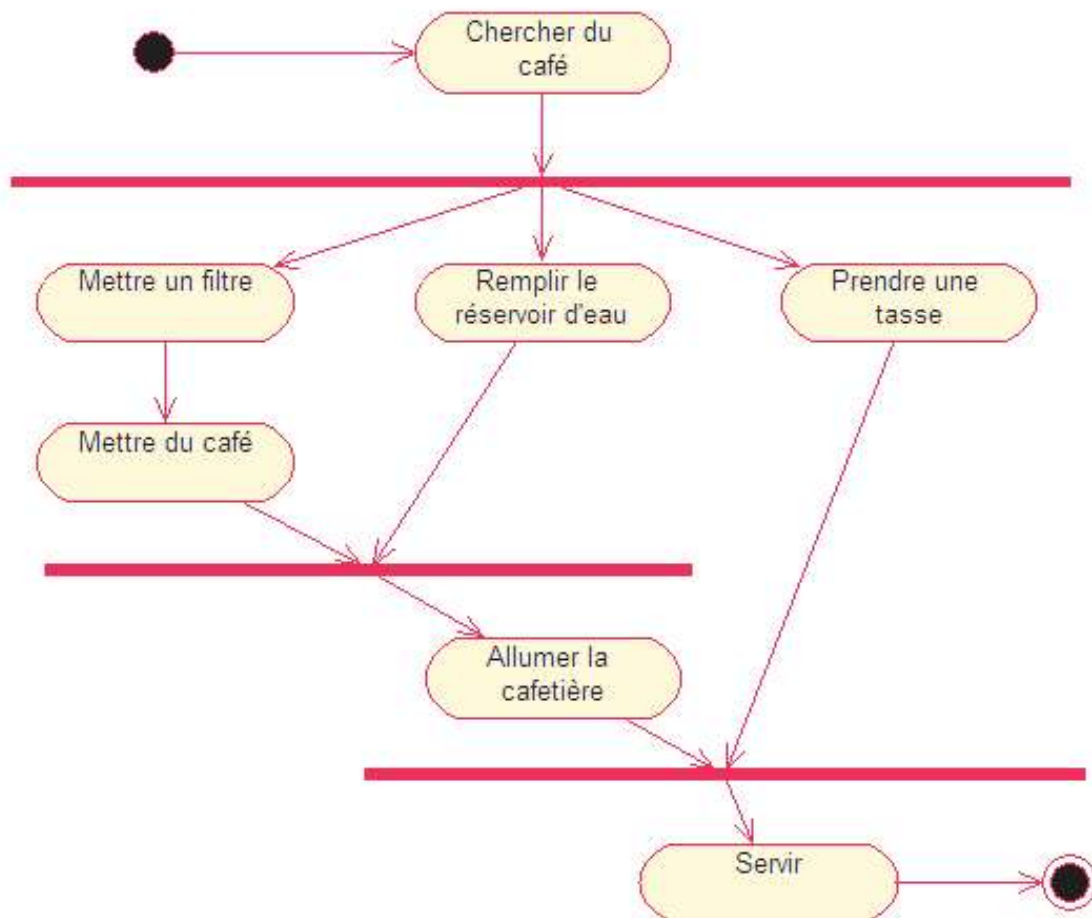 Chercher du
café
Mettre un filtre
Remplir le
réservoir d'eau
Prendre une
tasse
Mettre du café
Allumer la
cafetière
Servir